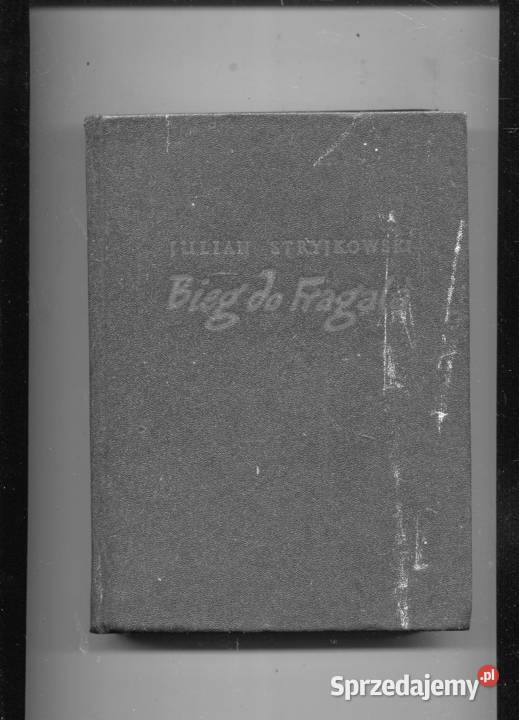 JULIAN STRYJKOWSKI
Bieg do Fragalà
Sprzedajemy.pl